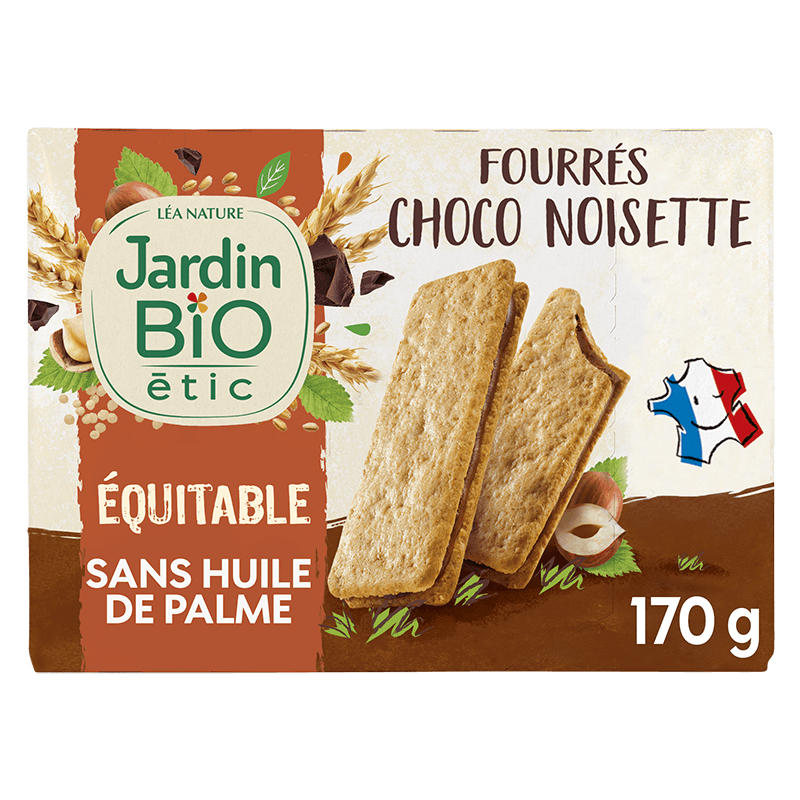 LÉA NATURE
Jardin
BiO
ētic
ÉQUITABLE
SANS HUILE
DE PALME
FOURRÉS
CHOCO NOISETTE
170 g